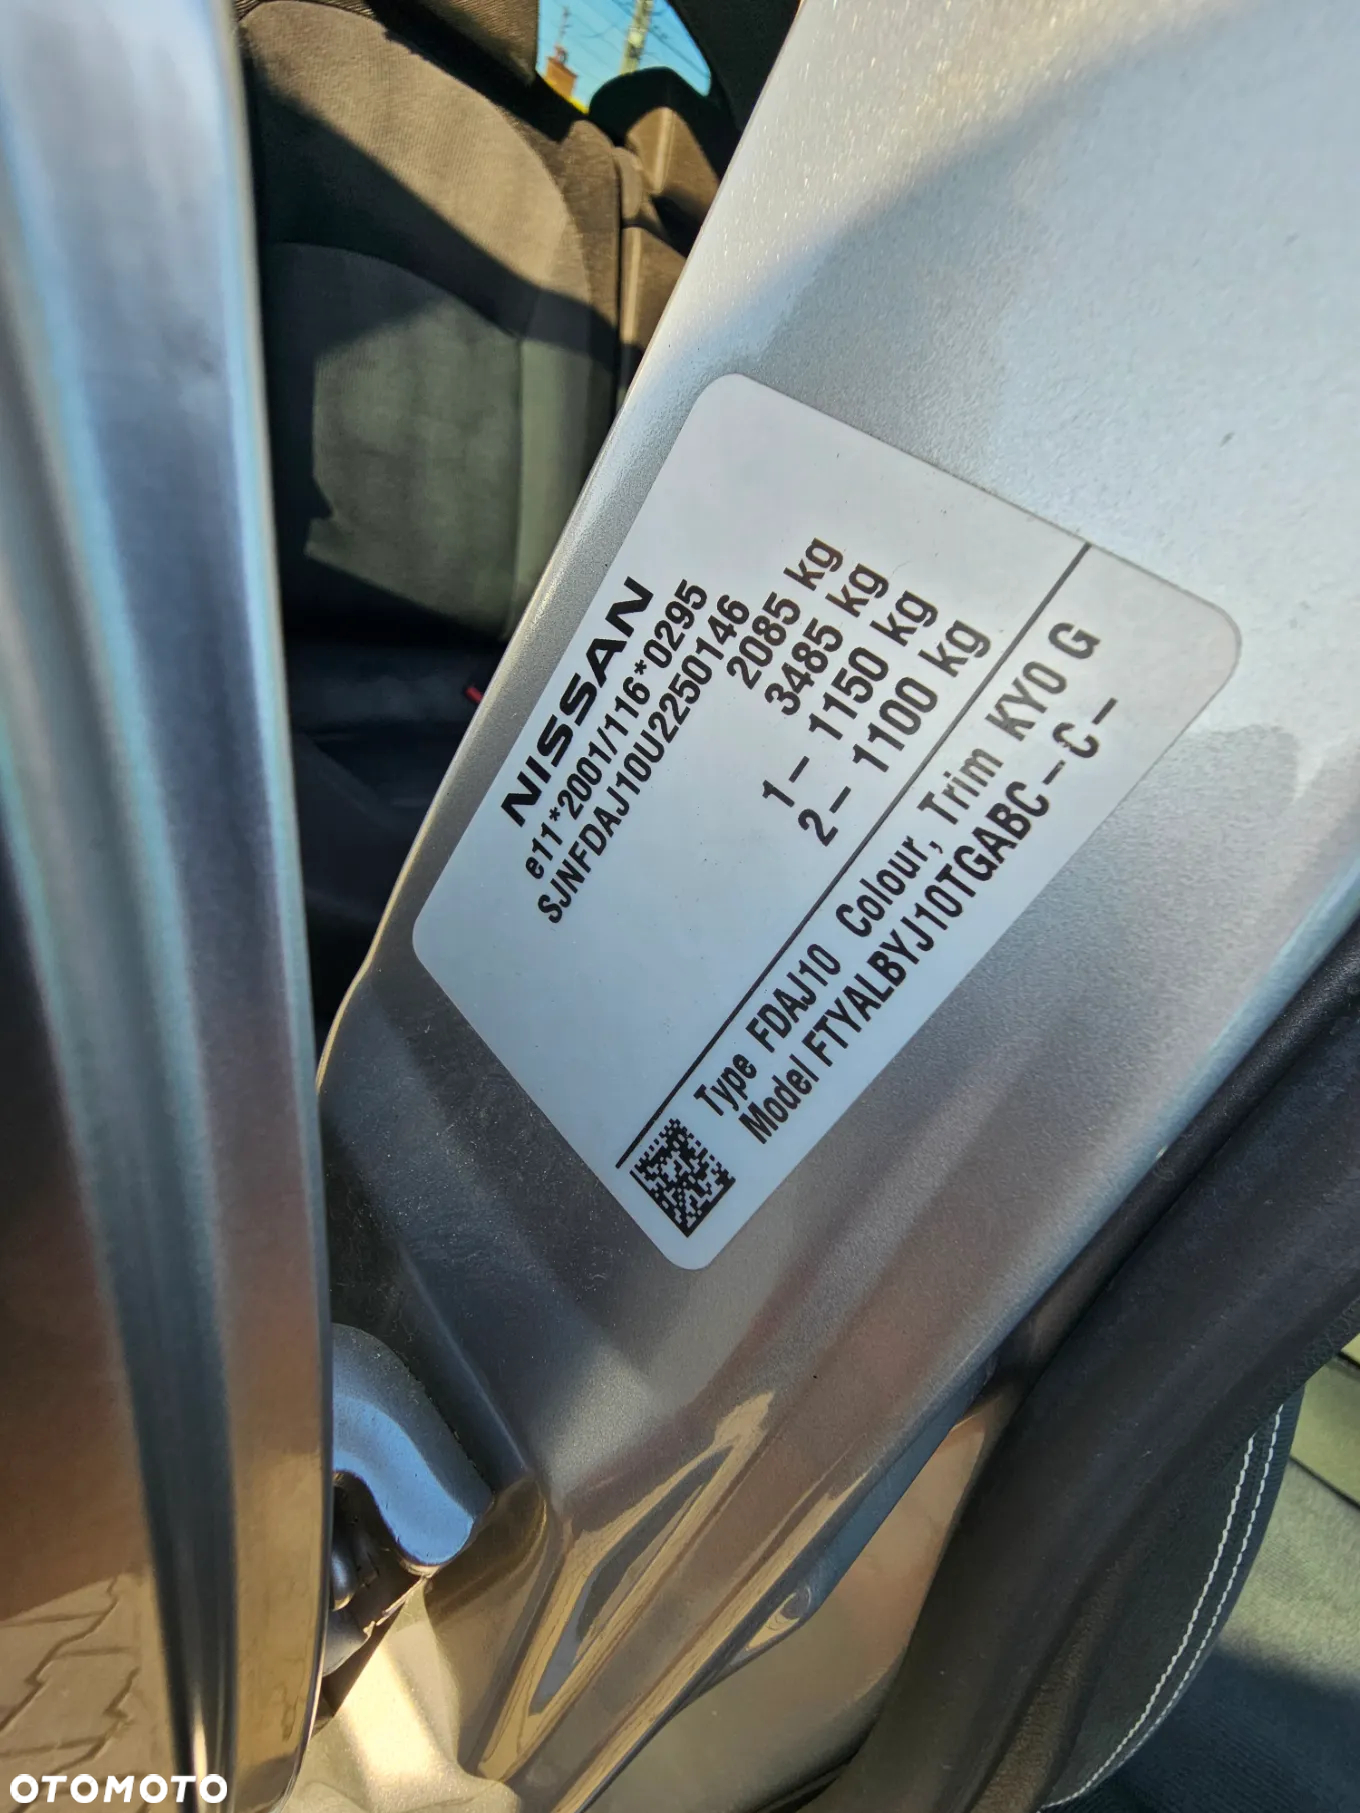 NISSAN
e11*2001/116*0295
SJNFDAJ10U2250146
2085 kg
3485 kg
1– 1150 kg
2– 1100 kg
Type FDAJ10 Colour, Trim KY0 G
Model FTYALBYJ10TGABC–C–
OTOMOTO